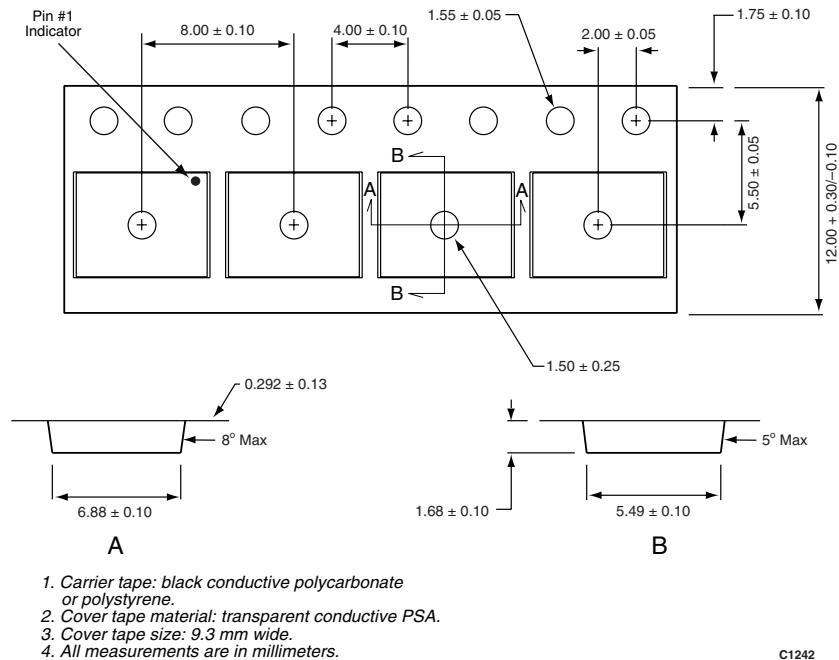 Pin #1
Indicator
8.00 ± 0.10
4.00 ± 0.10
1.55 ± 0.05
2.00 ± 0.05
1.75 ± 0.10
B
A
A
B
5.50 ± 0.05
12.00 + 0.30/–0.10
1.50 ± 0.25
0.292 ± 0.13
8° Max
6.88 ± 0.10
A
1.68 ± 0.10
5° Max
5.49 ± 0.10
B
1. Carrier tape: black conductive polycarbonate
or polystyrene.
2. Cover tape material: transparent conductive PSA.
3. Cover tape size: 9.3 mm wide.
4. All measurements are in millimeters.
C1242